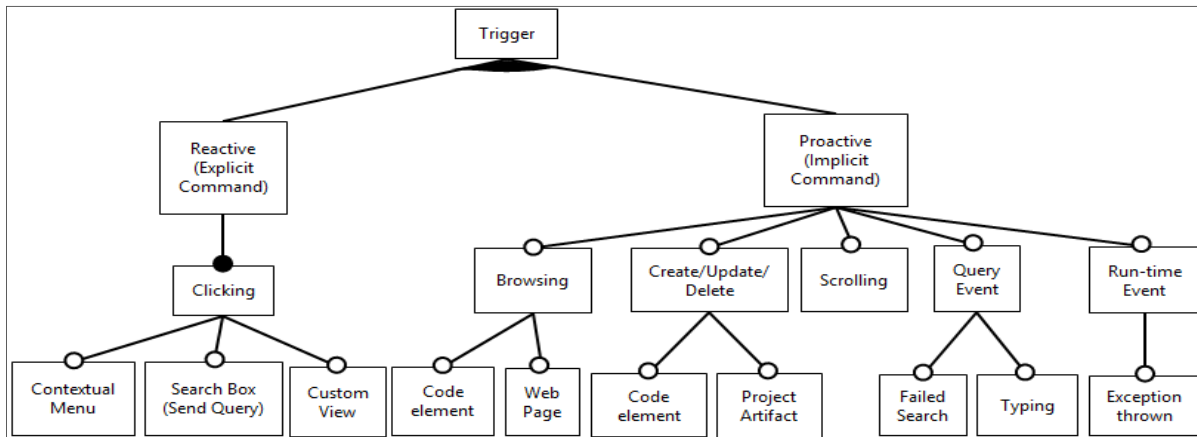 Trigger
Reactive
(Explicit
Command)
Proactive
(Implicit
Command)
Clicking
Browsing
Create/Update/
Delete
Scrolling
Query
Event
Run-time
Event
Contextual
Menu
Search Box
(Send Query)
Custom
View
Code
element
Web
Page
Code
element
Project
Artifact
Failed
Search
Typing
Exception
thrown